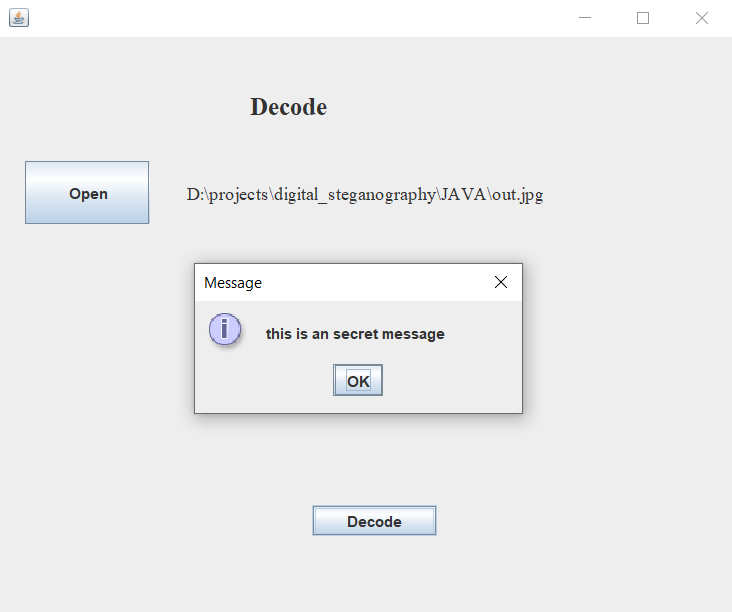 Decode
Open
D:\projects\digital_steganography\JAVA\out.jpg
Message
i
this is an secret message
OK
Decode